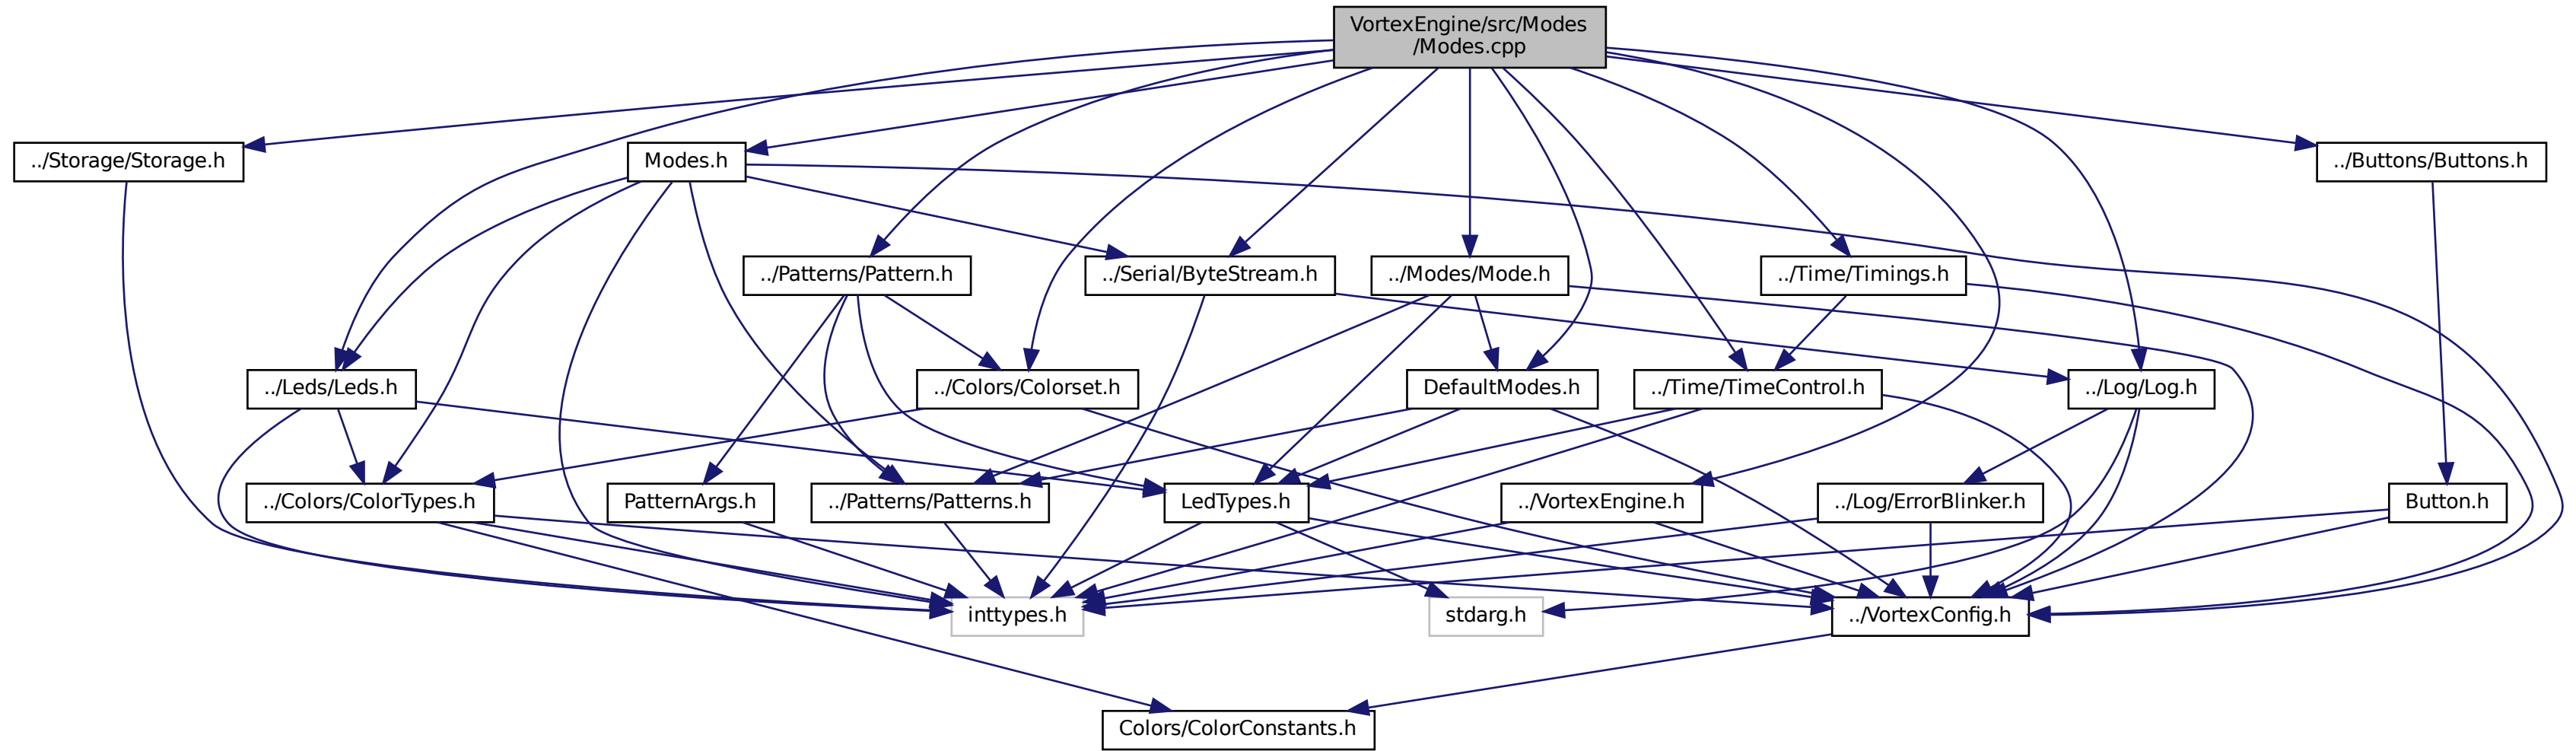 VortexEngine/src/Modes
/Modes.cpp
../Storage/Storage.h
Modes.h
../Buttons/Buttons.h
../Patterns/Pattern.h
../Serial/ByteStream.h
../Modes/Mode.h
../Time/Timings.h
../Leds/Leds.h
../Colors/Colorset.h
DefaultModes.h
../Time/TimeControl.h
../Log/Log.h
../Colors/ColorTypes.h
PatternArgs.h
../Patterns/Patterns.h
LedTypes.h
../VortexEngine.h
../Log/ErrorBlinker.h
Button.h
inttypes.h
stdarg.h
../VortexConfig.h
Colors/ColorConstants.h